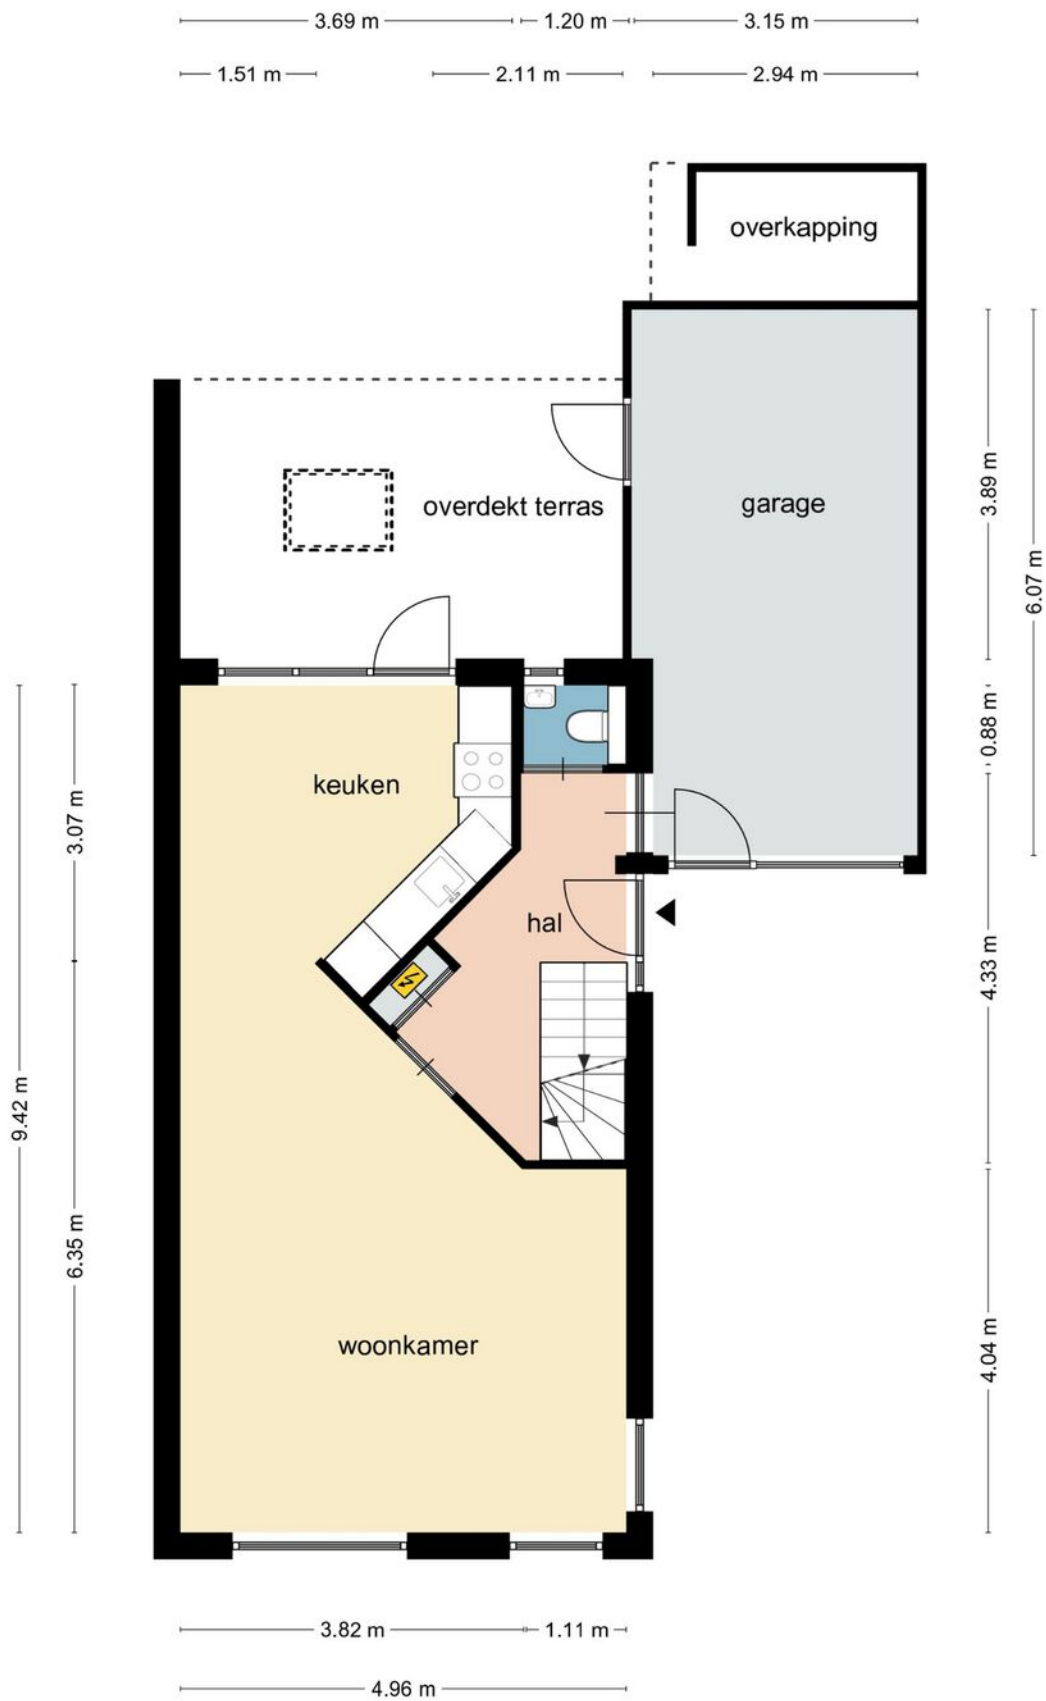 3.69 m
1.20 m
3.15 m
1.51 m
2.11 m
2.94 m
overkapping
3.89 m
garage
overdekt terras
6.07 m
0.88 m
keuken
3.07 m
hal
4.33 m
9.42 m
6.35 m
woonkamer
4.04 m
3.82 m
1.11 m
4.96 m